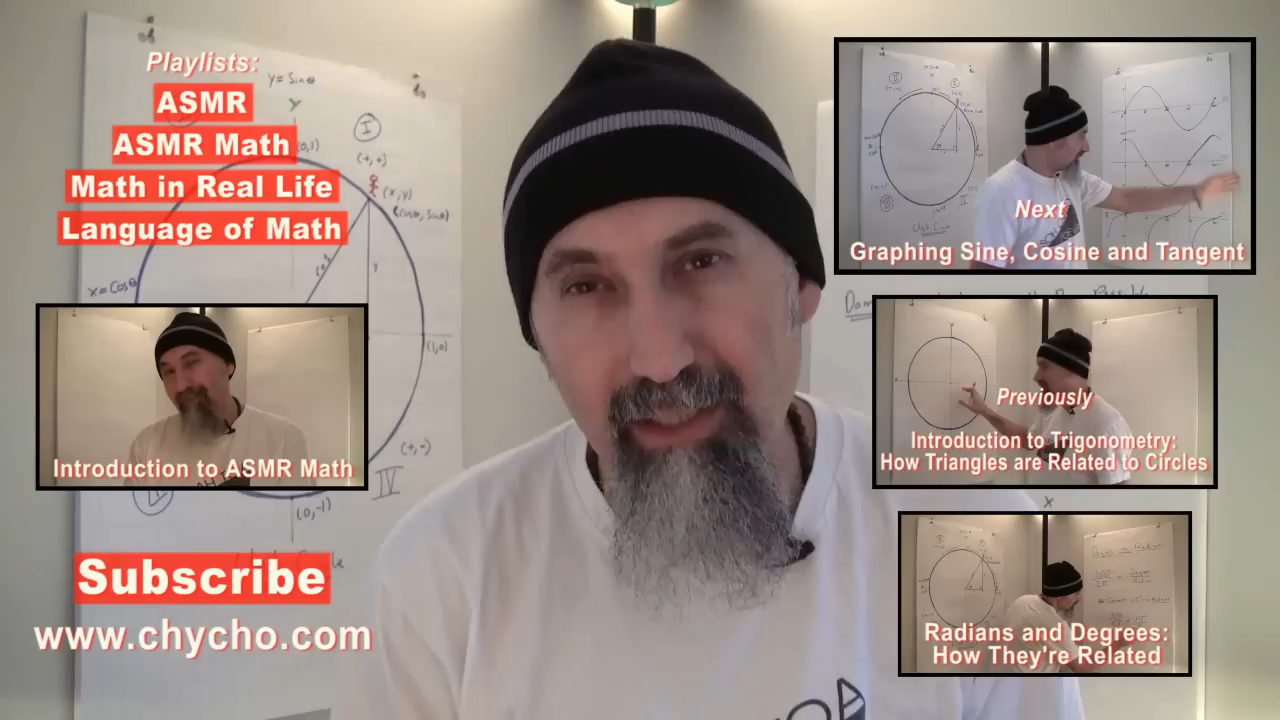 Playlists:
ASMR
ASMR Math
Math in Real Life
Language of Math
Introduction to ASMR Math
Subscribe
www.chycho.com
Next
Graphing Sine, Cosine and Tangent
Previously
Introduction to Trigonometry:
How Triangles are Related to Circles
Radians and Degrees:
How They're Related
y = Sinθ
y
(0,1)
I
(+,+)
(x,y)
(Cosθ, Sinθ)
y
x = Cosθ
(1,0)
(+,-)
IV
(0,-1)
X